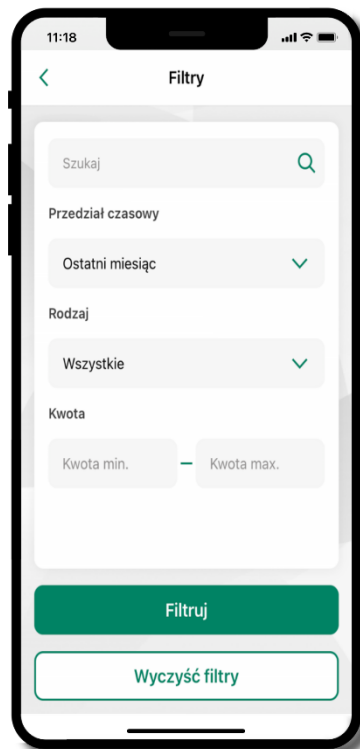 11:18
Filtry
Szukaj
Przedział czasowy
Ostatni miesiąc
Rodzaj
Wszystkie
Kwota
Kwota min. – Kwota max.
Filtruj
Wyczyść filtry